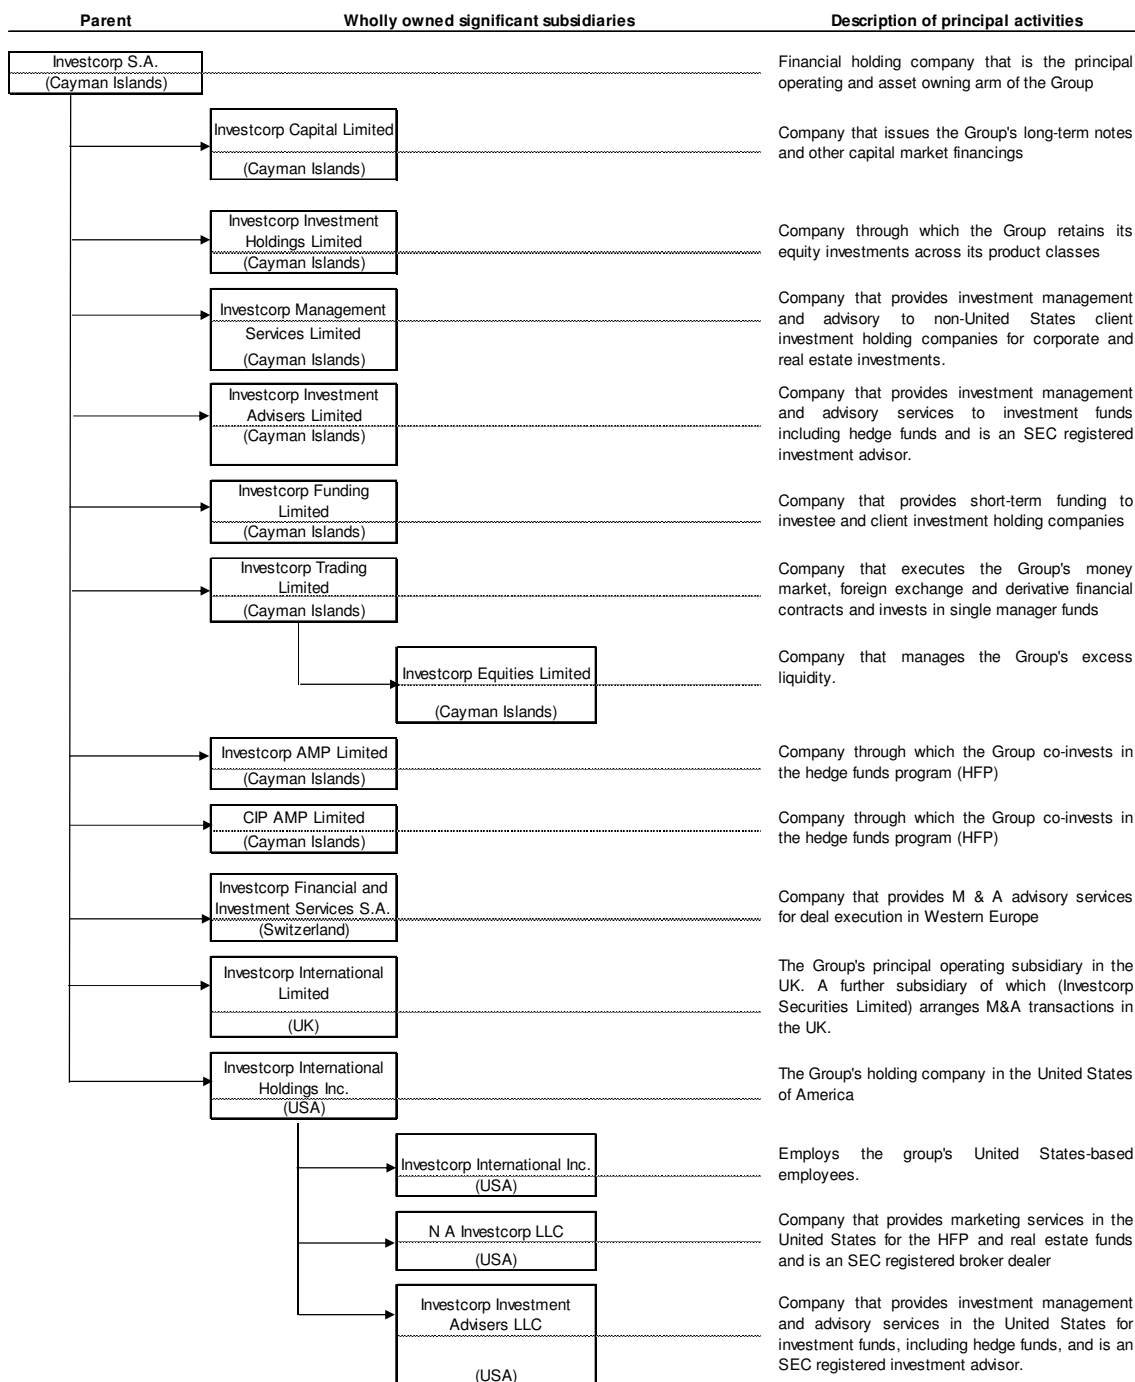 Parent
Wholly owned significant subsidiaries
Description of principal activities
Investcorp S.A.
(Cayman Islands)
Financial holding company that is the principal
operating and asset owning arm of the Group
Investcorp Capital Limited
(Cayman Islands)
Company that issues the Group's long-term notes
and other capital market financings
Investcorp Investment
Holdings Limited
(Cayman Islands)
Company through which the Group retains its
equity investments across its product classes
Investcorp Management
Services Limited
(Cayman Islands)
Company that provides investment management
and advisory to non-United States client
investment holding companies for corporate and
real estate investments.
Investcorp Investment
Advisers Limited
(Cayman Islands)
Company that provides investment management
and advisory services to investment funds
including hedge funds and is an SEC registered
investment advisor.
Investcorp Funding
Limited
(Cayman Islands)
Company that provides short-term funding to
investee and client investment holding companies
Investcorp Trading
Limited
(Cayman Islands)
Company that executes the Group's money
market, foreign exchange and derivative financial
contracts and invests in single manager funds
Investcorp Equities Limited
(Cayman Islands)
Company that manages the Group's excess
liquidity.
Investcorp AMP Limited
(Cayman Islands)
Company through which the Group co-invests in
the hedge funds program (HFP)
CIP AMP Limited
(Cayman Islands)
Company through which the Group co-invests in
the hedge funds program (HFP)
Investcorp Financial and
Investment Services S.A.
(Switzerland)
Company that provides M & A advisory services
for deal execution in Western Europe
Investcorp International
Limited
(UK)
The Group's principal operating subsidiary in the
UK. A further subsidiary of which (Investcorp
Securities Limited) arranges M&A transactions in
the UK.
Investcorp International
Holdings Inc.
(USA)
The Group's holding company in the United States
of America
Investcorp International Inc.
(USA)
Employs the group's United States-based
employees.
N A Investcorp LLC
(USA)
Company that provides marketing services in the
United States for the HFP and real estate funds
and is an SEC registered broker dealer
Investcorp Investment
Advisers LLC
(USA)
Company that provides investment management
and advisory services in the United States for
investment funds, including hedge funds, and is an
SEC registered investment advisor.